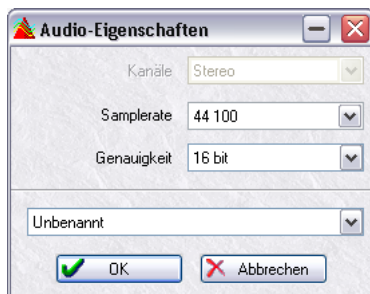 Audio-Eigenschaften
Kanäle Stereo
Samplerate 44 100
Genauigkeit 16 bit
Unbenannt
OK Abbrechen